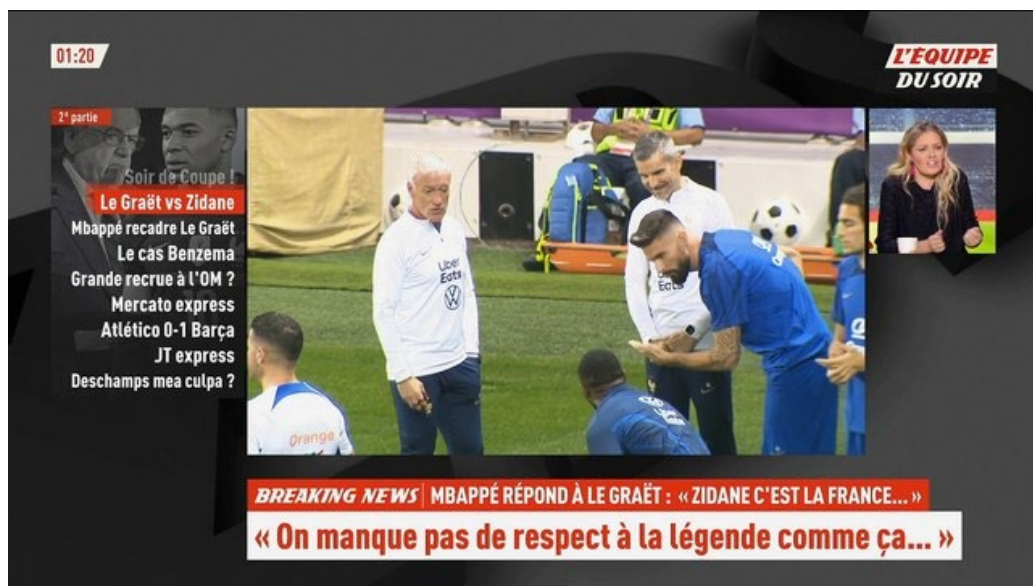 01:20
L'ÉQUIPE
DU SOIR
2ᵉ partie
Soir de Coupe !
Le Graët vs Zidane
Mbappé recadre Le Graët
Le cas Benzema
Grande recrue à l'OM ?
Mercato express
Atlético 0-1 Barça
JT express
Deschamps mea culpa ?
Uber
Eats
Eats
Orange
BREAKING NEWS MBAPPÉ RÉPOND À LE GRAËT : « ZIDANE C'EST LA FRANCE... »
« On manque pas de respect à la légende comme ça... »